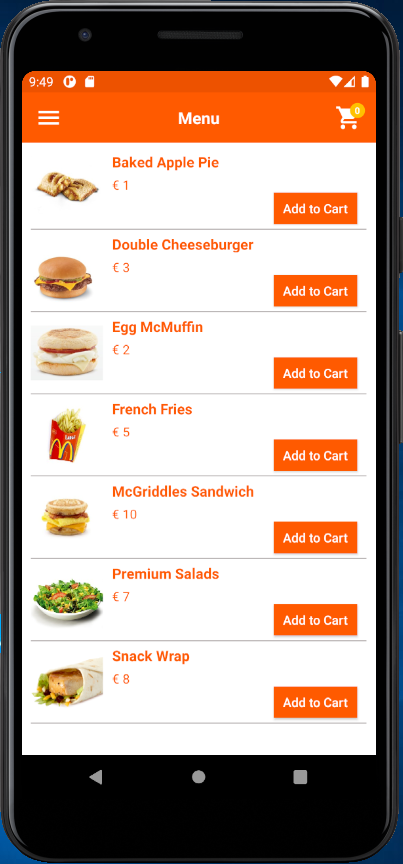 9:49
Menu
0
Baked Apple Pie
€ 1
Add to Cart
Double Cheeseburger
€ 3
Add to Cart
Egg McMuffin
€ 2
Add to Cart
French Fries
€ 5
Add to Cart
McGriddles Sandwich
€ 10
Add to Cart
Premium Salads
€ 7
Add to Cart
Snack Wrap
€ 8
Add to Cart